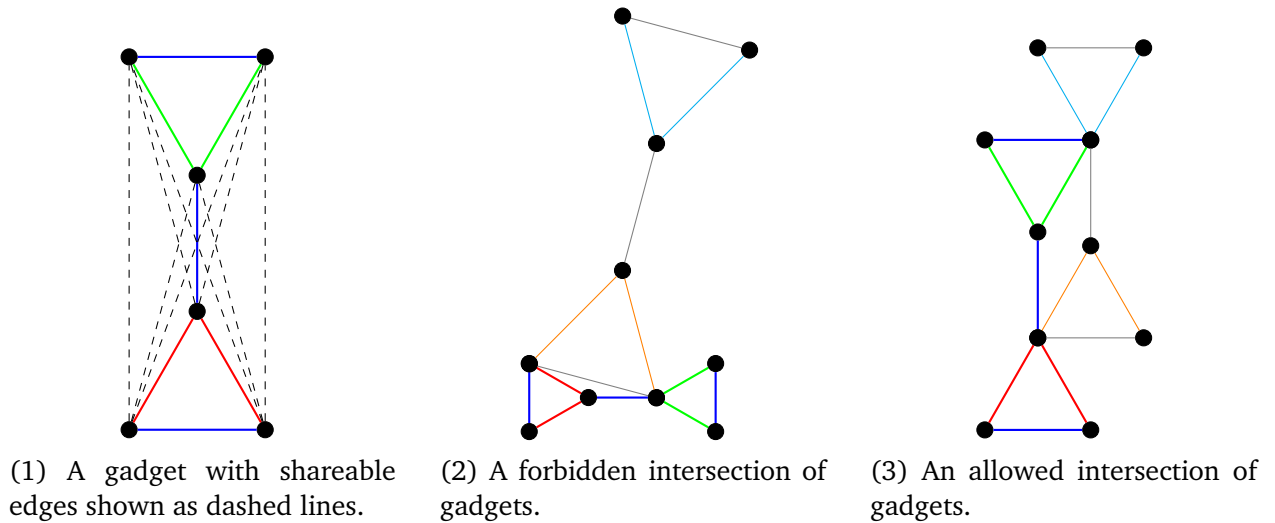 (1) A gadget with shareable
edges shown as dashed lines.
(2) A forbidden intersection of
gadgets.
(3) An allowed intersection of
gadgets.